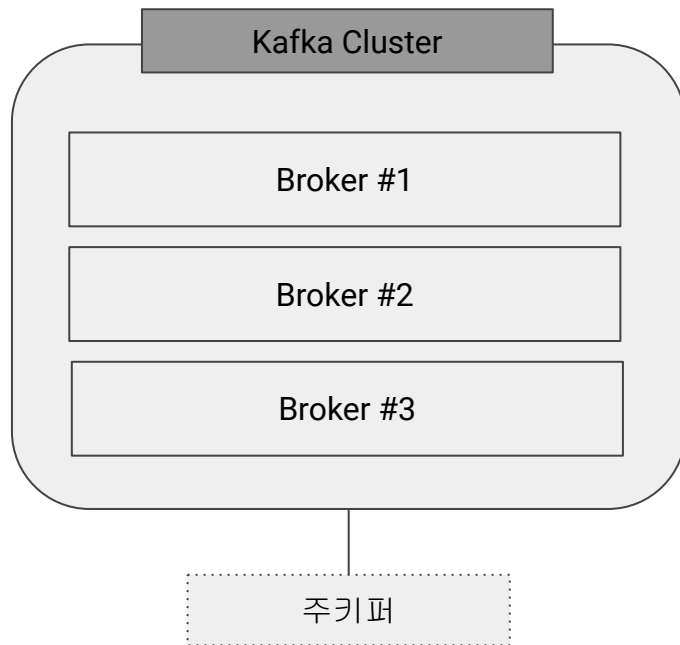 Kafka Cluster
Broker #1
Broker #2
Broker #3
주키퍼